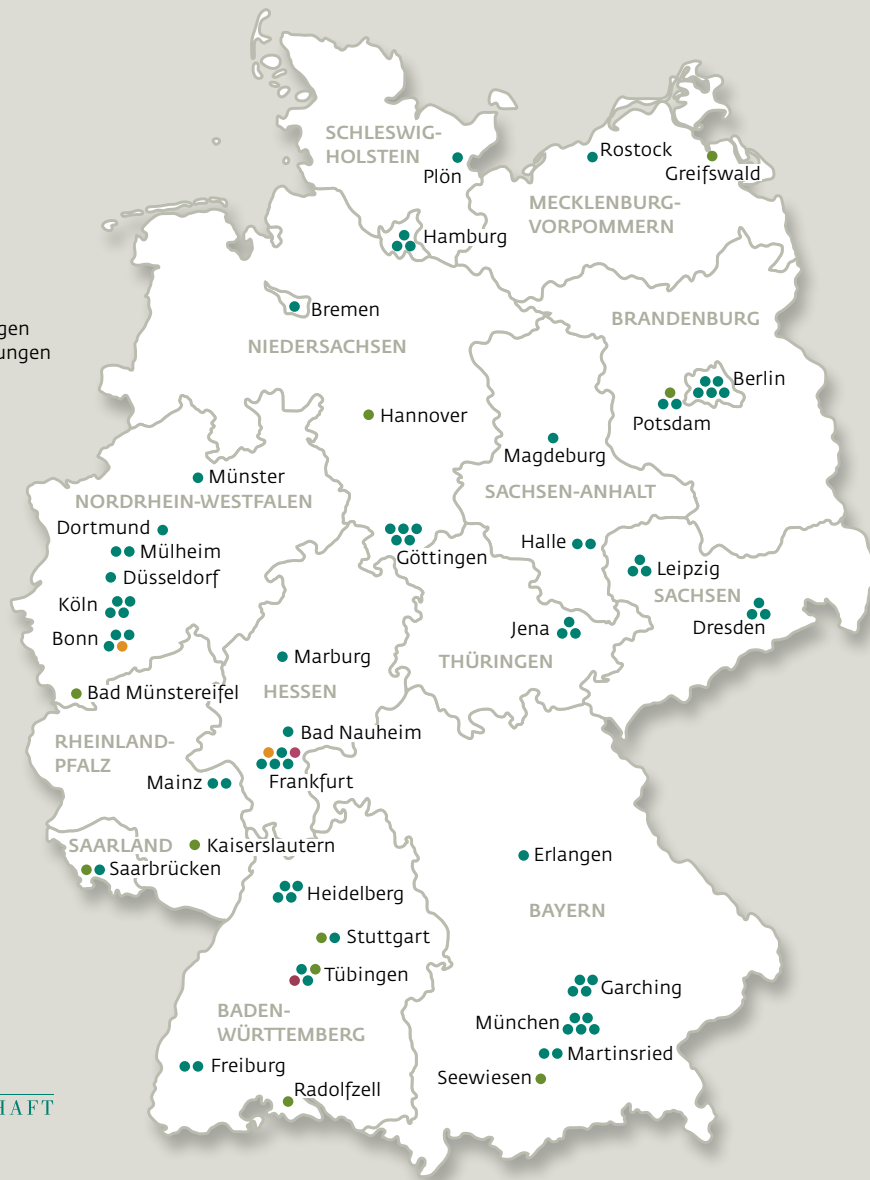 SCHLESWIG-
HOLSTEIN
Plön
Rostock
Greifswald
MECKLENBURG-
VORPOMMERN
Hamburg
Bremen
NIEDERSACHSEN
BRANDENBURG
gen
ungen
Berlin
Potsdam
Hannover
Magdeburg
SACHSEN-ANHALT
Münster
NORDRHEIN-WESTFALEN
Dortmund
Mülheim
Düsseldorf
Köln
Bonn
Göttingen
Halle
Leipzig
SACHSEN
Dresden
Jena
THÜRINGEN
Marburg
HESSEN
Bad Münstereifel
Bad Nauheim
RHEINLAND-
PFALZ
Mainz
Frankfurt
SAARLAND
Kaiserslautern
Saarbrücken
Erlangen
Heidelberg
BAYERN
Stuttgart
Tübingen
Garching
BADEN-
WÜRTTEMBERG
München
Martinsried
Freiburg
Seewiesen
Radolfzell
HAFT